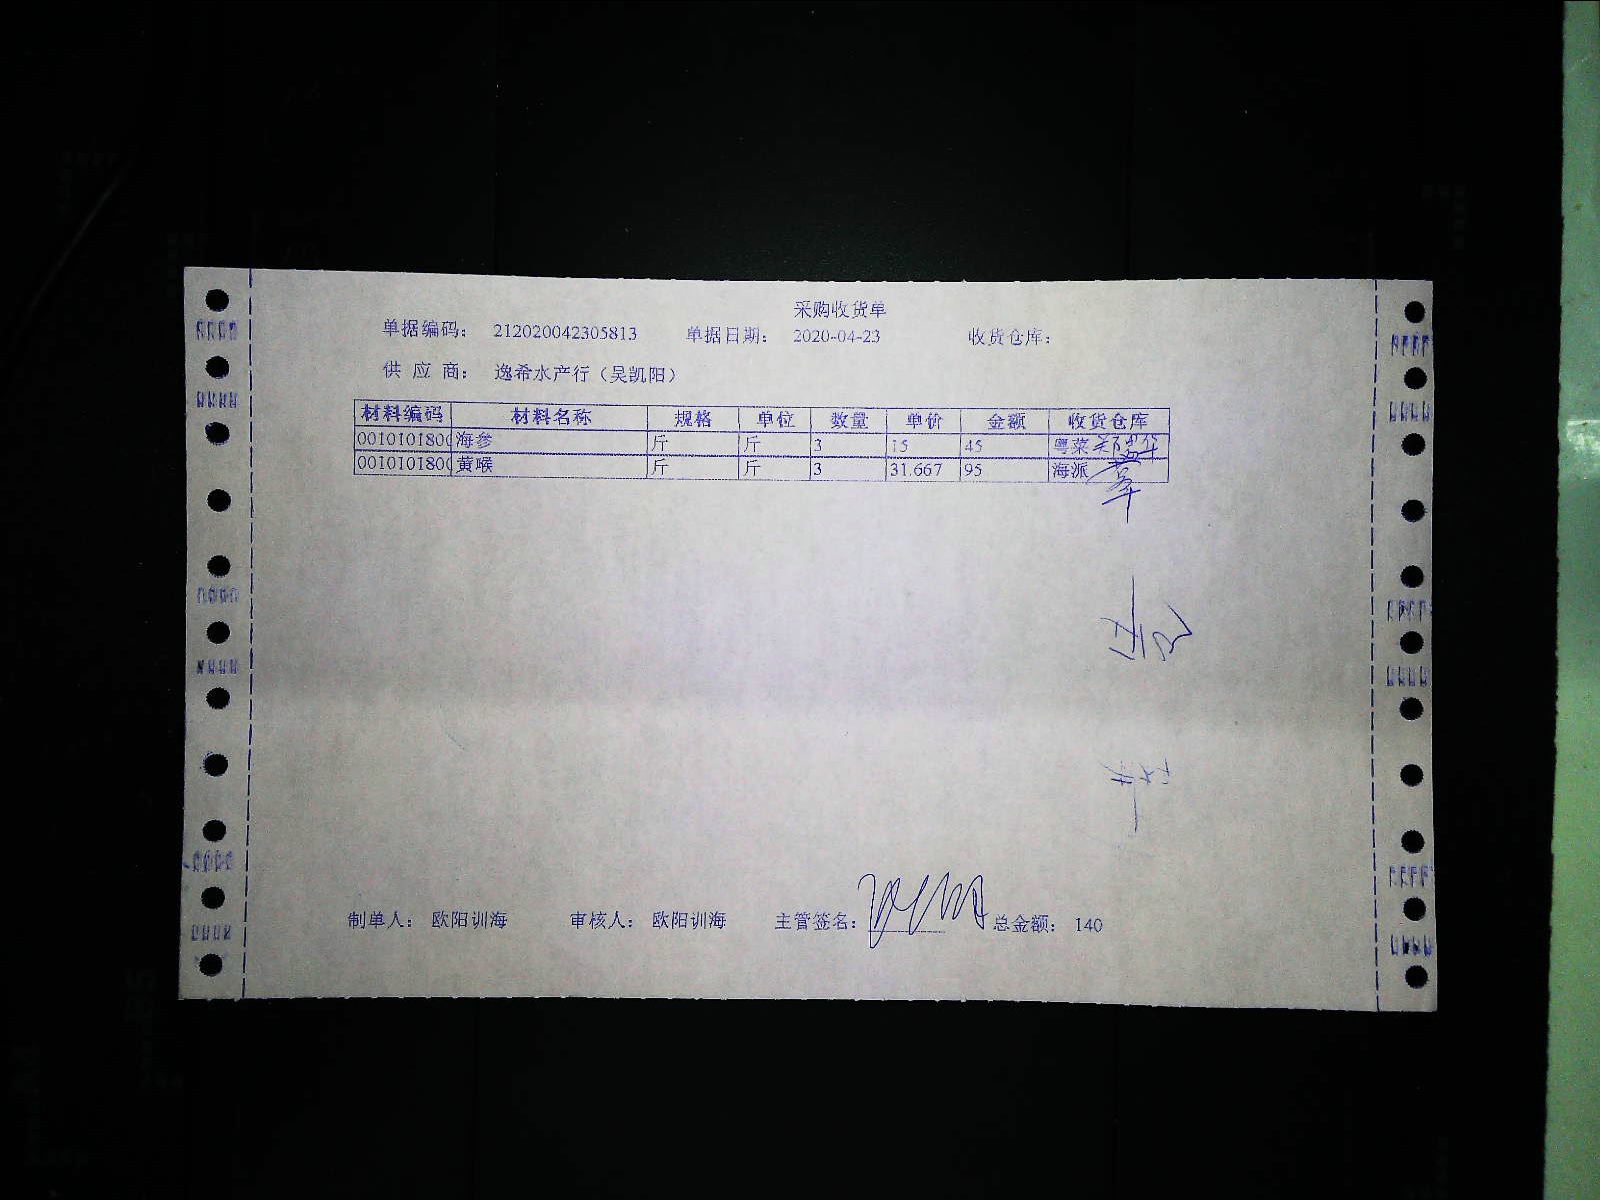 采购收货单
单据编码： 212020042305813 单据日期： 2020-04-23 收货仓库：
供 应 商： 逸希水产行（吴凯阳）
材料编码 材料名称 规格 单位 数量 单价 金额 收货仓库
0010101800 海参 斤 斤 3 15 45 粤菜
0010101800 黄喉 斤 斤 3 31.667 95 海派
制单人： 欧阳训海 审核人： 欧阳训海 主管签名： 总金额： 140